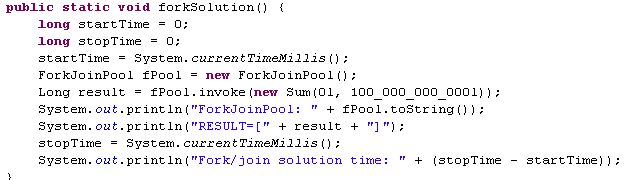 public static void forkSolution() {
long startTime = 0;
long stopTime = 0;
startTime = System.currentTimeMillis();
ForkJoinPool fPool = new ForkJoinPool();
Long result = fPool.invoke(new Sum(0l, 100_000_000_000l));
System.out.println("ForkJoinPool: " + fPool.toString());
System.out.println("RESULT=[" + result + "]");
stopTime = System.currentTimeMillis();
System.out.println("Fork/join solution time: " + (stopTime - startTime));
}